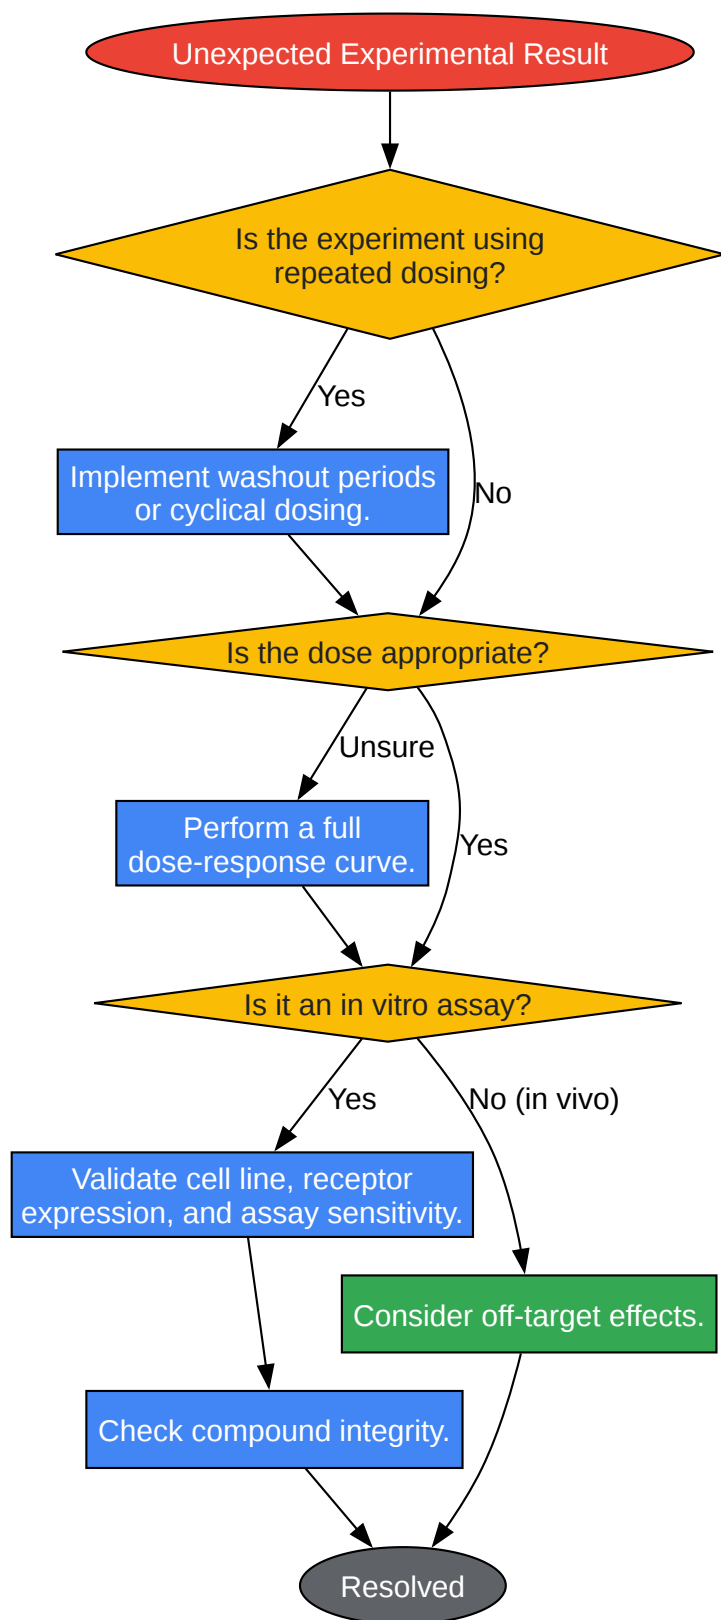 Unexpected Experimental Result
Is the experiment using
repeated dosing?
Yes
Implement washout periods
or cyclical dosing.
No
Is the dose appropriate?
Unsure
Perform a full
dose-response curve.
Yes
Is it an in vitro assay?
Yes
No (in vivo)
Validate cell line, receptor
expression, and assay sensitivity.
Consider off-target effects.
Check compound integrity.
Resolved